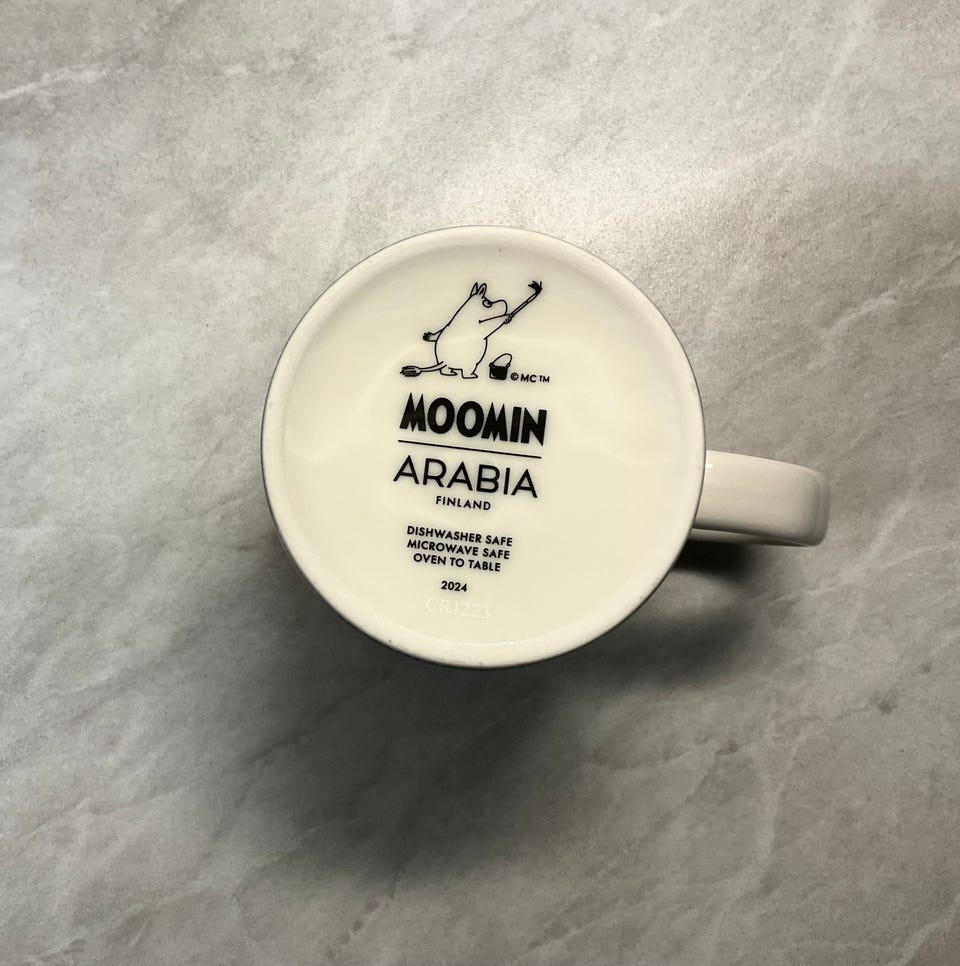 ©MC™
MOOMIN
ARABIA
FINLAND
DISHWASHER SAFE
MICROWAVE SAFE
OVEN TO TABLE
2024
CR1223